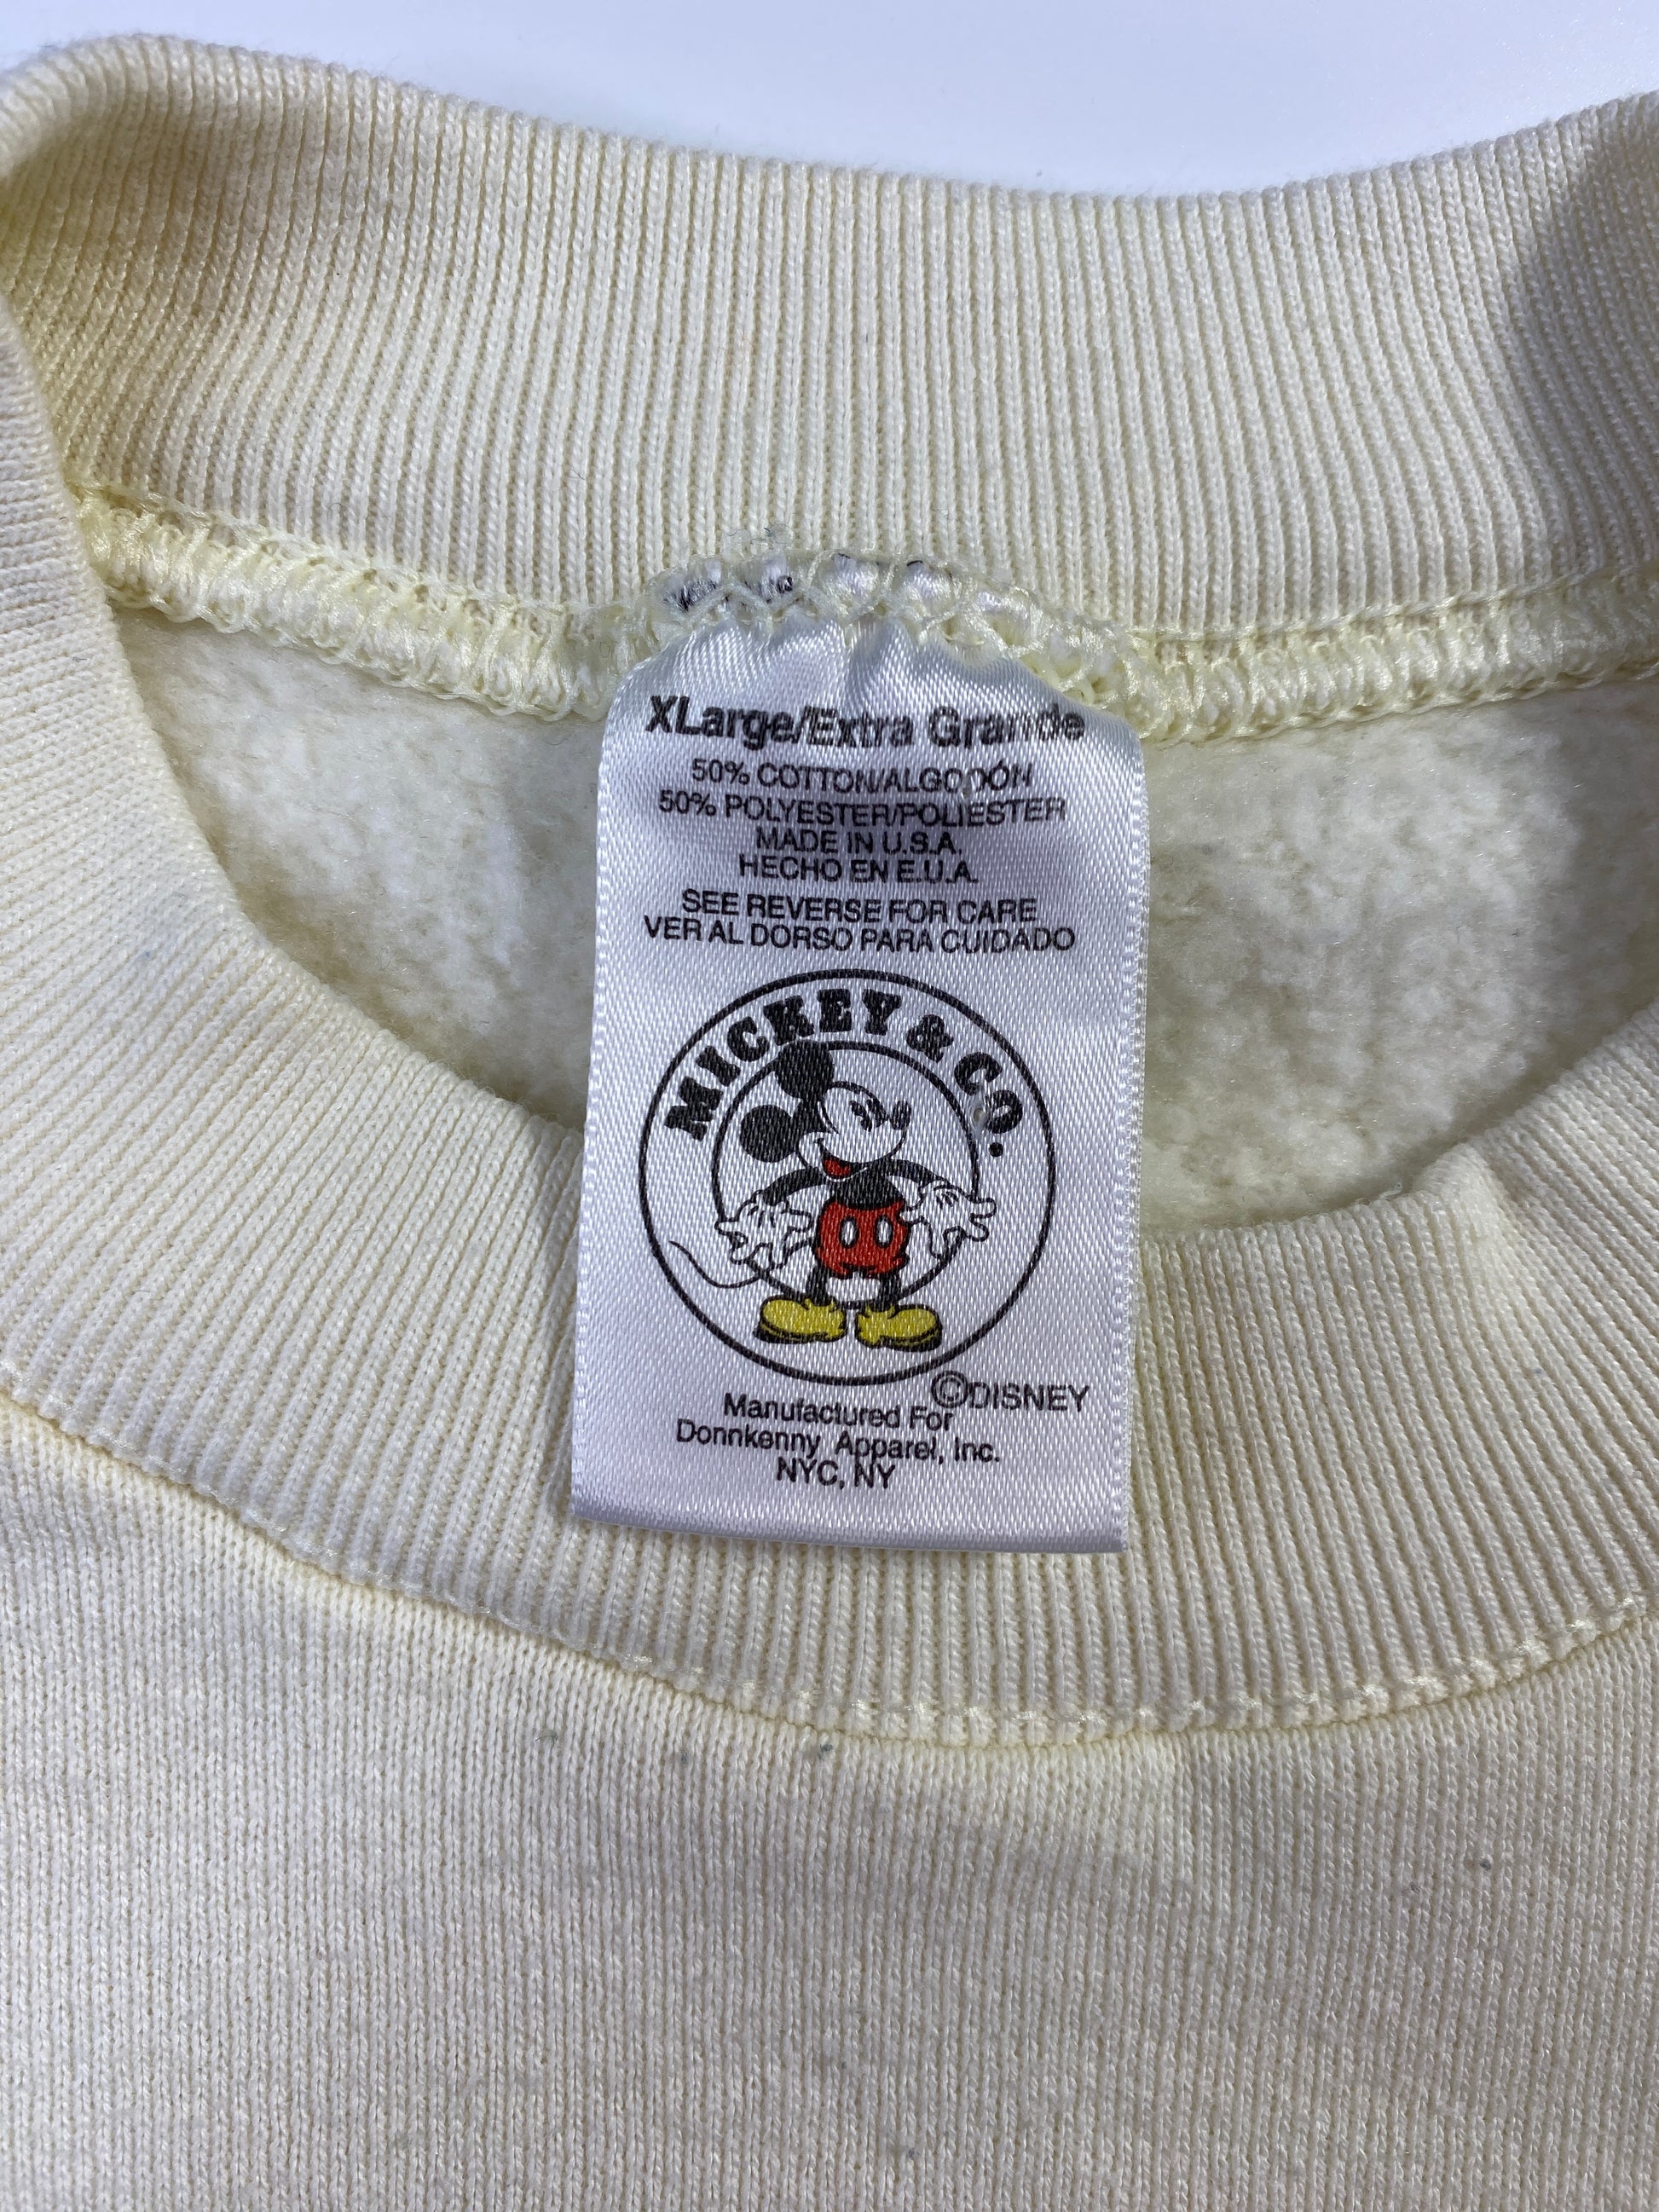 XLarge/Extra Grande
50% COTTON/ALGODÓN
50% POLYESTER/POLIESTER
MADE IN U.S.A.
HECHO EN E.U.A.
SEE REVERSE FOR CARE
VER AL DORSO PARA CUIDADO
MICKEY & CO.
©DISNEY
Manufactured For
Donnkenny Apparel, Inc.
NYC, NY